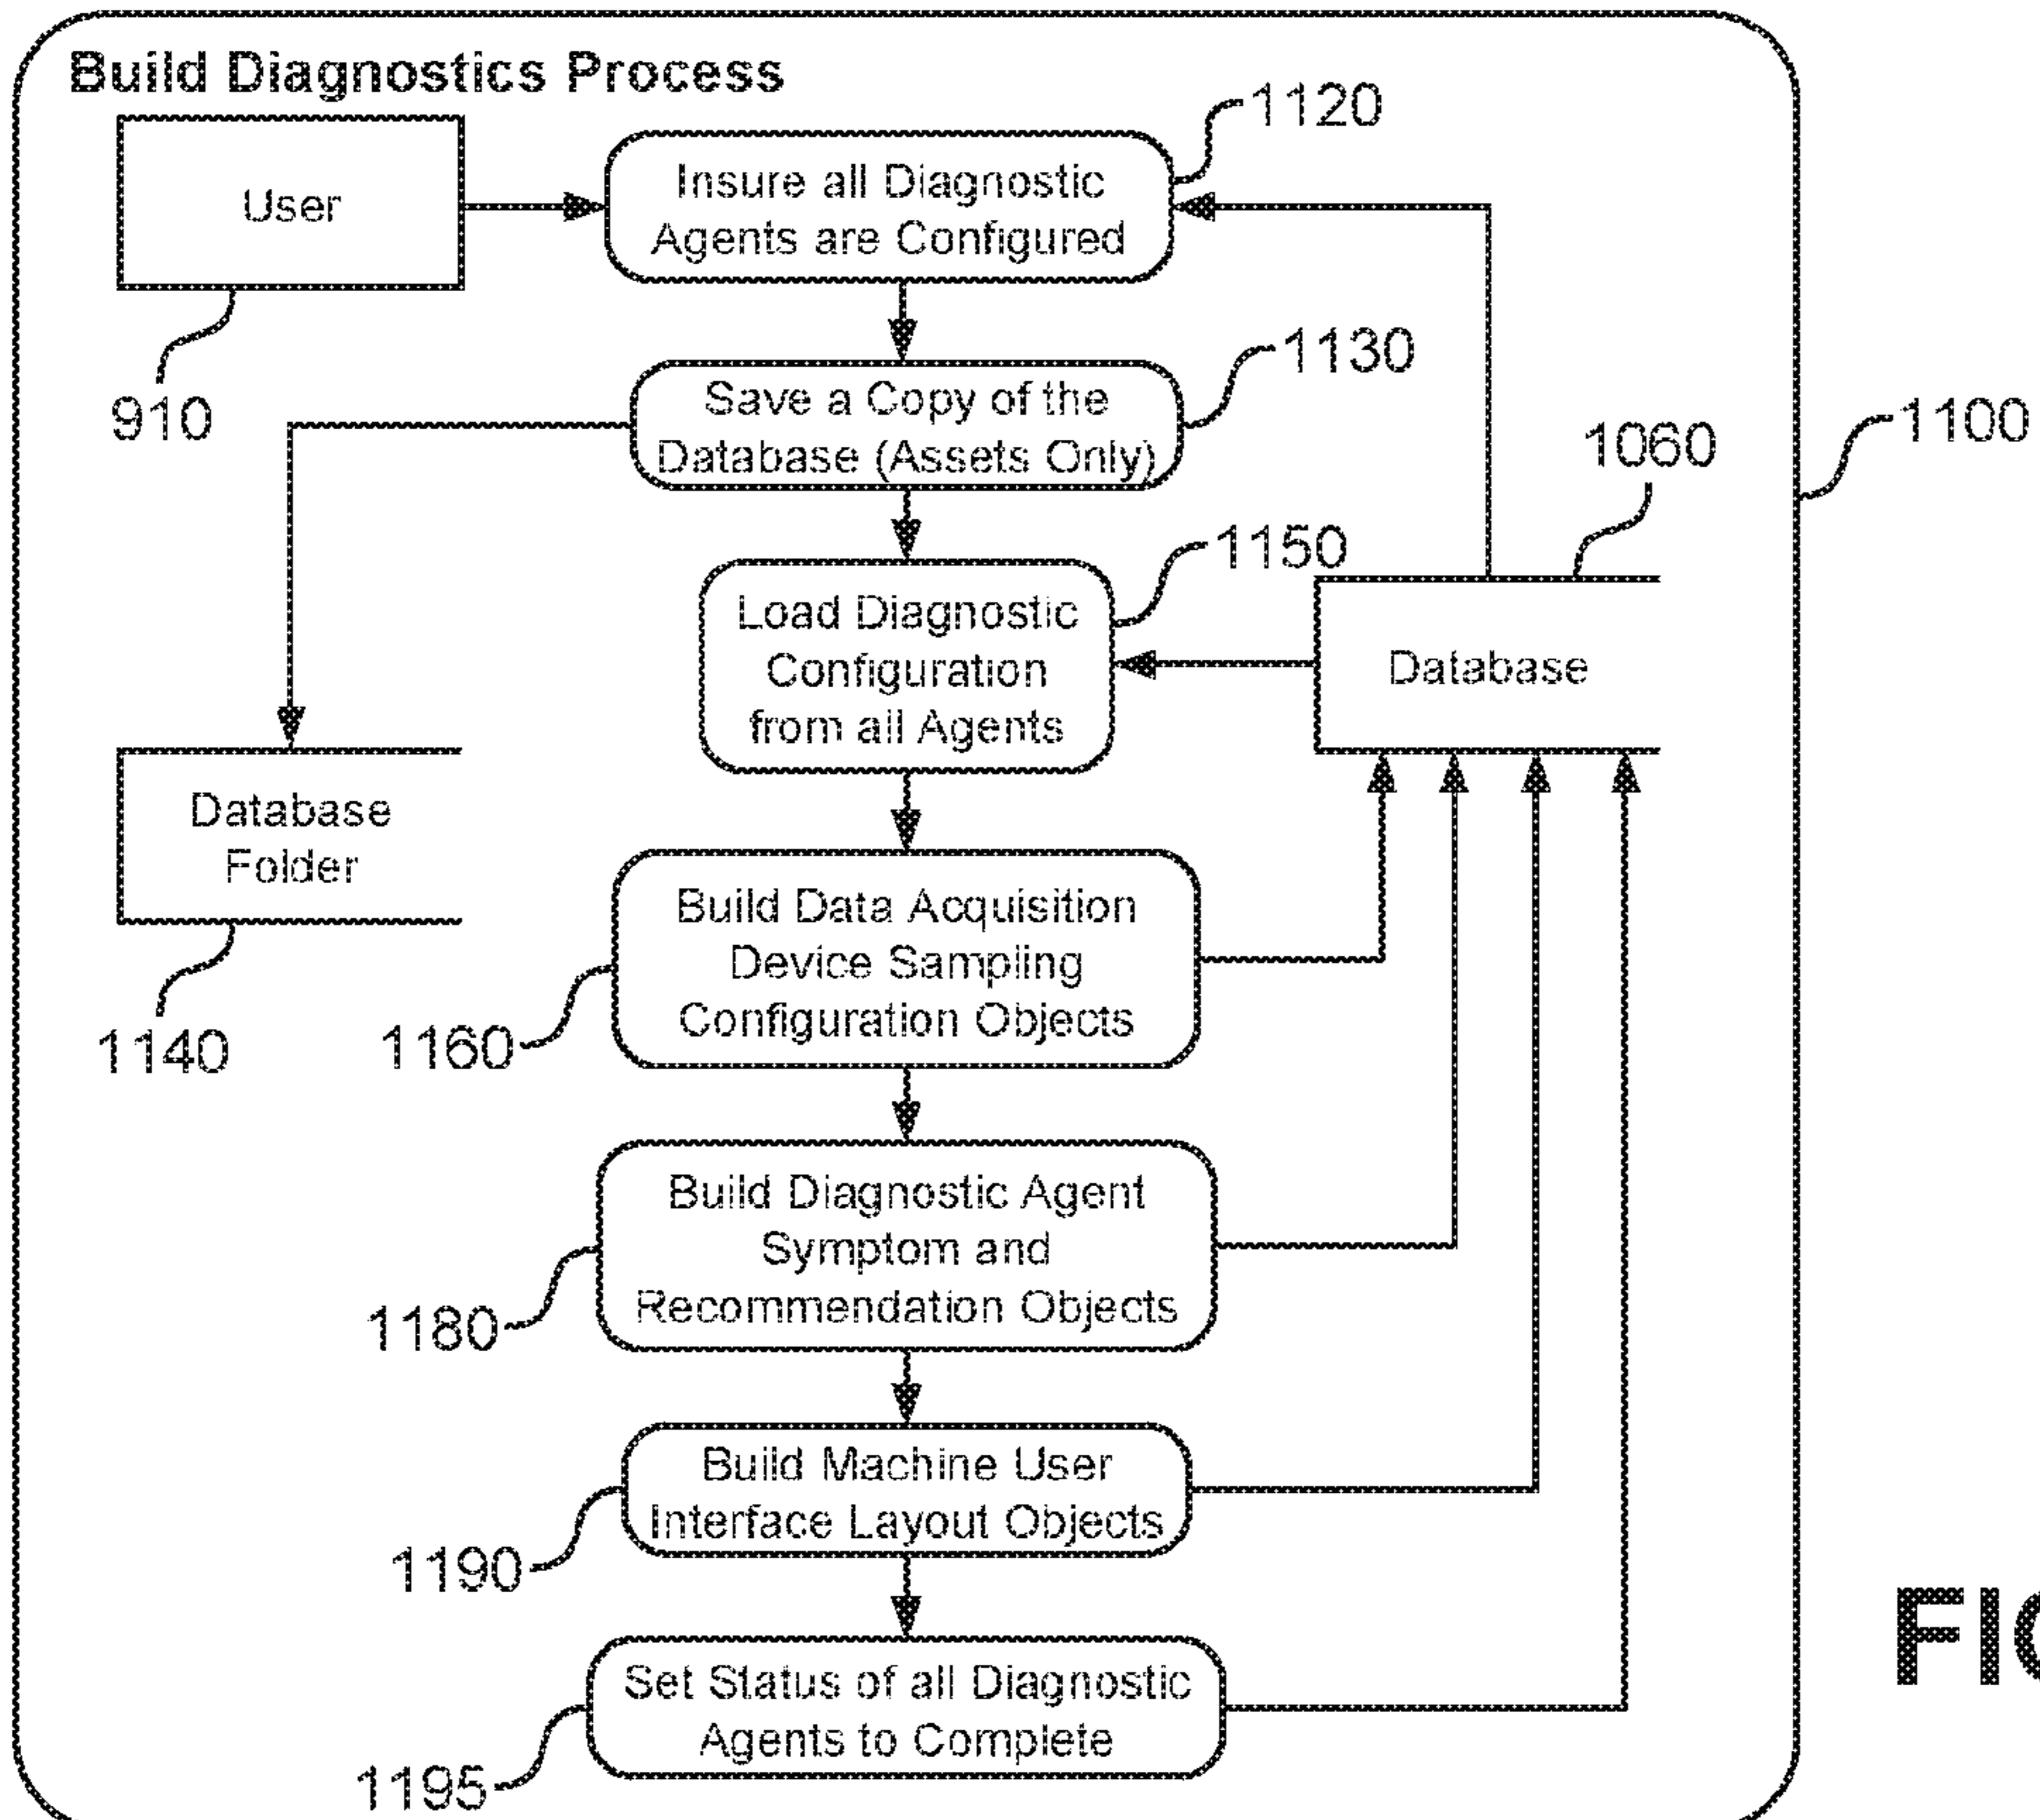 Build Diagnostics Process
1120
User
Insure all Diagnostic
Agents are Configured
910
1130
Save a Copy of the
Database (Assets Only)
1060
1100
1150
Load Diagnostic
Configuration
from all Agents
Database
Database
Folder
1140
Build Data Acquisition
Device Sampling
Configuration Objects
1160
Build Diagnostic Agent
Symptom and
Recommendation Objects
1180
Build Machine User
Interface Layout Objects
1190
Set Status of all Diagnostic
Agents to Complete
1195